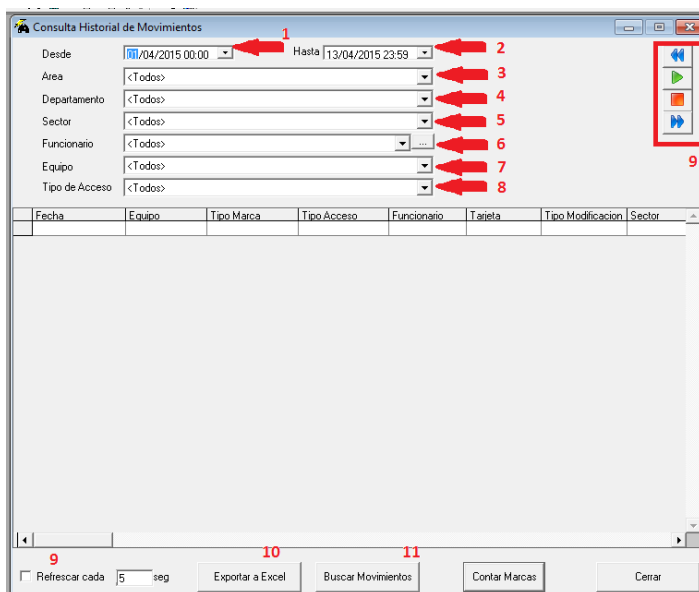 Consulta Historial de Movimientos
1
Desde 01/04/2015 00:00 Hasta 13/04/2015 23:59 2
Area <Todos> 3
Departamento <Todos> 4
Sector <Todos> 5
Funcionario <Todos> ... 6
Equipo <Todos> 7
Tipo de Acceso <Todos> 8
9
Fecha Equipo Tipo Marca Tipo Acceso Funcionario Tarjeta Tipo Modificacion Sector
9 10 11
Refrescar cada 5 seg Exportar a Excel Buscar Movimientos Contar Marcas Cerrar